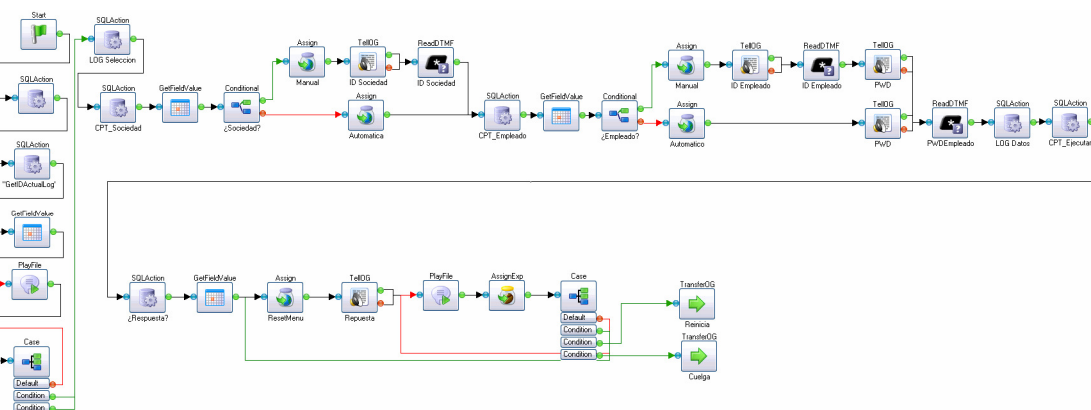 Start
SQLAction
LOG Seleccion
SQLAction
SQLAction
CPT_Sociedad
GetFieldValue
Conditional
¿Sociedad?
Assign
Manual
TellOG
ID Sociedad
ReadDTMF
ID Sociedad
Assign
Automatica
SQLAction
CPT_Empleado
GetFieldValue
Conditional
¿Empleado?
Assign
Manual
TellOG
ID Empleado
ReadDTMF
ID Empleado
TellOG
PWD
Assign
Automatico
TellOG
PWD
ReadDTMF
PWDEmpleado
SQLAction
LOG Datos
SQLAction
CPT_Ejecutar
SQLAction
"GetIDActualLog"
GetFieldValue
PlayFile
Case
Default
Condition
Condition
SQLAction
¿Respuesta?
GetFieldValue
Assign
ResetMenu
TellOG
Repuesta
PlayFile
AssignExp
Case
Default
Condition
Condition
Condition
TransferOG
Reinicia
TransferOG
Cuelga